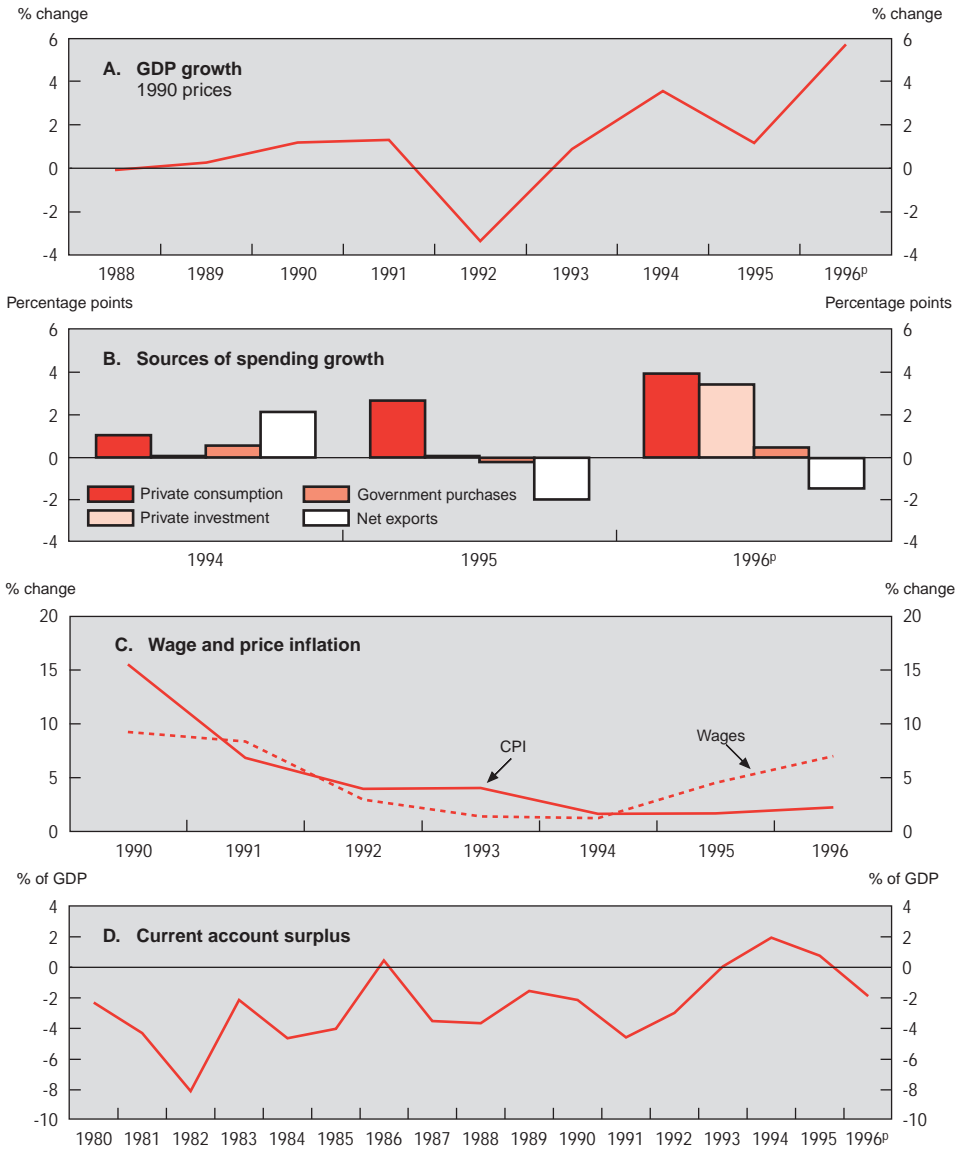 % change % change
6 6
A. GDP growth
1990 prices
4 4
2 2
0 0
-2 -2
-4 -4
1988 1989 1990 1991 1992 1993 1994 1995 1996p
Percentage points Percentage points
6 6
B. Sources of spending growth
4 4
2 2
0 0
Private consumption Government purchases
-2 -2
Private investment Net exports
-4 -4
1994 1995 1996p
% change % change
20 20
C. Wage and price inflation
15 15
10 10
CPI Wages
5 5
0 0
1990 1991 1992 1993 1994 1995 1996
% of GDP % of GDP
4 4
D. Current account surplus
2 2
0 0
-2 -2
-4 -4
-6 -6
-8 -8
-10 -10
1980 1981 1982 1983 1984 1985 1986 1987 1988 1989 1990 1991 1992 1993 1994 1995 1996p